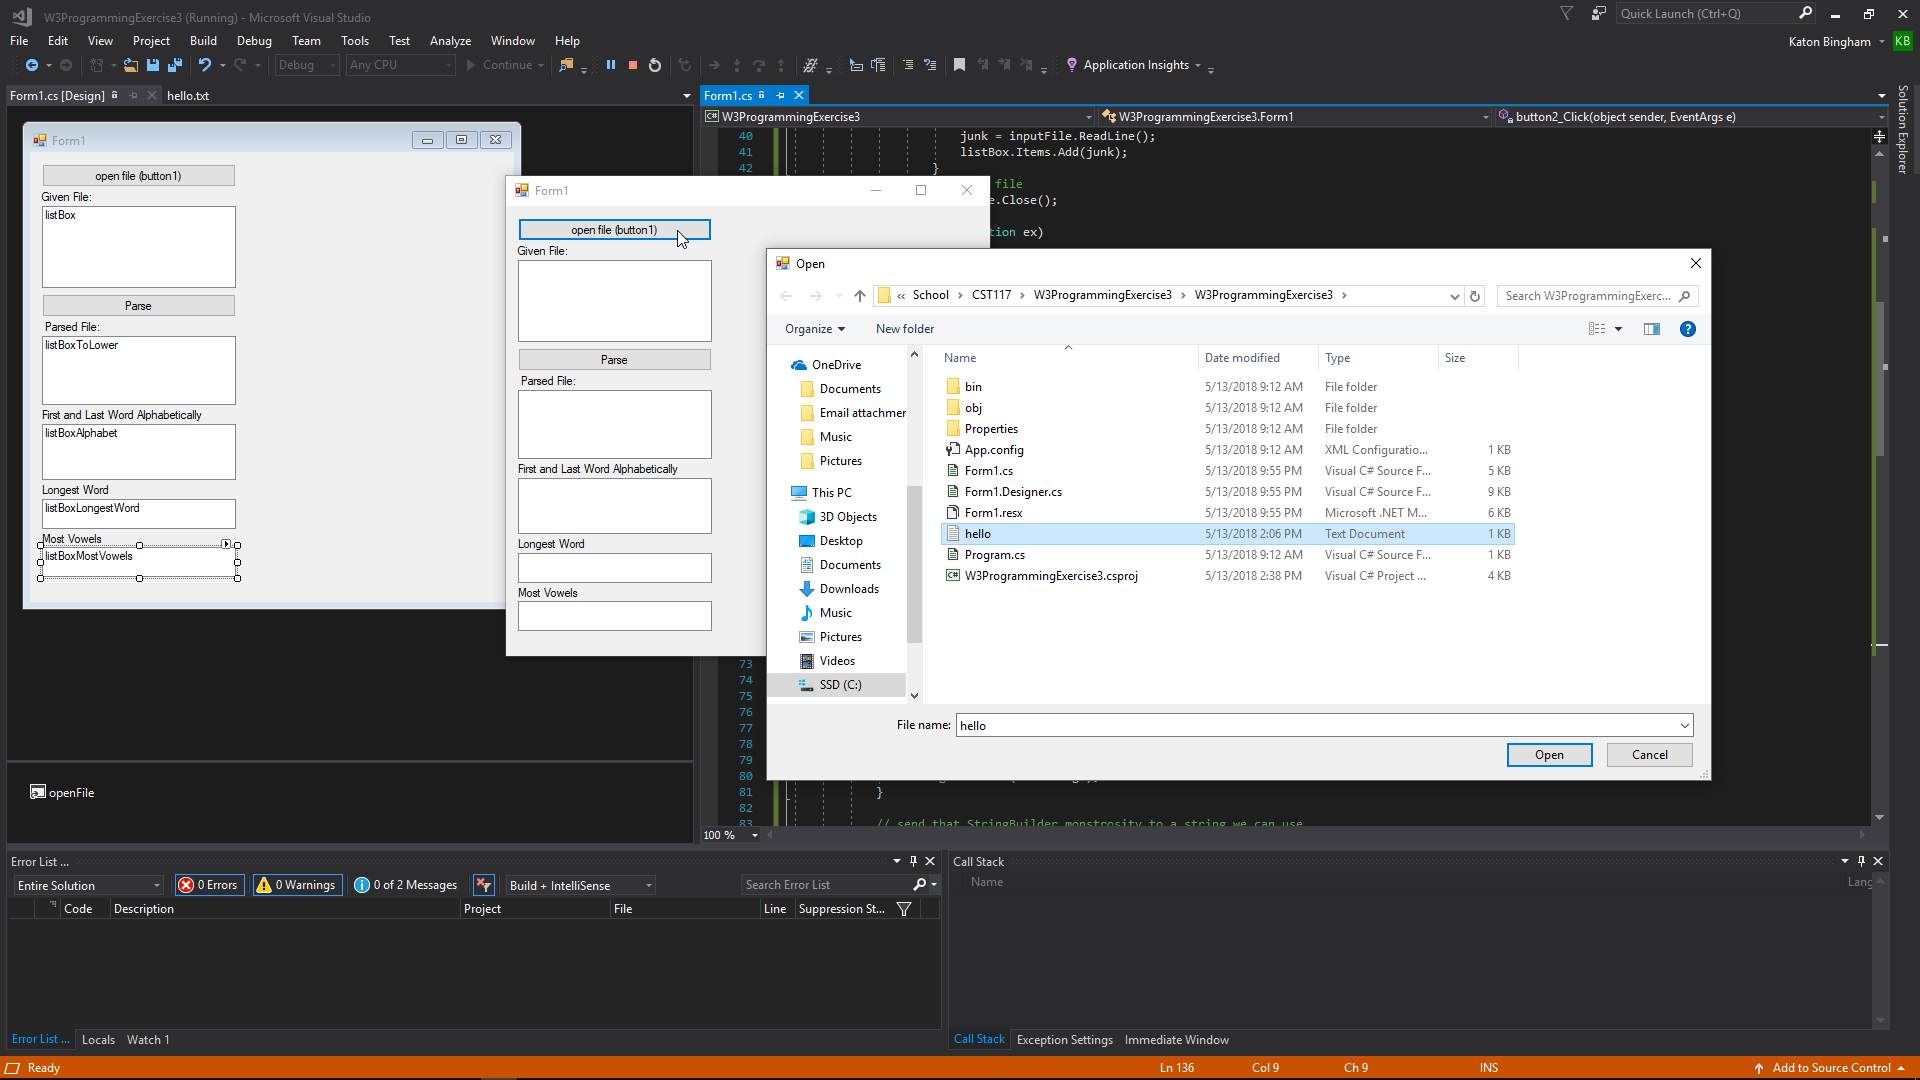 W3ProgrammingExercise3 (Running) - Microsoft Visual Studio
Quick Launch (Ctrl+Q)
File Edit View Project Build Debug Team Tools Test Analyze Window Help
Katon Bingham KB
Debug Any CPU Continue Application Insights
Form1.cs [Design] hello.txt
Form1.cs
Solution Explorer
W3ProgrammingExercise3 W3ProgrammingExercise3.Form1 button2_Click(object sender, EventArgs e)
Form1
open file (button1)
Given File:
listBox
Parse
Parsed File:
listBoxToLower
First and Last Word Alphabetically
listBoxAlphabet
Longest Word
listBoxLongestWord
Most Vowels
listBoxMostVowels
openFile
40 junk = inputFile.ReadLine();
41 listBox.Items.Add(junk);
42 }
file
e.Close();
tion ex)
Form1
open file (button1)
Given File:
Parse
Parsed File:
First and Last Word Alphabetically
Longest Word
Most Vowels
Open
« School > CST117 > W3ProgrammingExercise3 > W3ProgrammingExercise3 >
Search W3ProgrammingExerc...
Organize New folder
OneDrive
Documents
Email attachmer
Music
Pictures
This PC
3D Objects
Desktop
Documents
Downloads
Music
Pictures
Videos
SSD (C:)
Name Date modified Type Size
bin 5/13/2018 9:12 AM File folder
obj 5/13/2018 9:12 AM File folder
Properties 5/13/2018 9:12 AM File folder
App.config 5/13/2018 9:12 AM XML Configuratio... 1 KB
Form1.cs 5/13/2018 9:55 PM Visual C# Source F... 5 KB
Form1.Designer.cs 5/13/2018 9:55 PM Visual C# Source F... 9 KB
Form1.resx 5/13/2018 9:55 PM Microsoft .NET M... 6 KB
hello 5/13/2018 2:06 PM Text Document 1 KB
Program.cs 5/13/2018 9:12 AM Visual C# Source F... 1 KB
W3ProgrammingExercise3.csproj 5/13/2018 2:38 PM Visual C# Project ... 4 KB
File name: hello
Open Cancel
73
74
75
76
77
78
79
80
81 }
82
83 // send that StringBuilder monstrosity to a string we can use
100 %
Error List ...
Entire Solution 0 Errors 0 Warnings 0 of 2 Messages Build + IntelliSense Search Error List
Code Description Project File Line Suppression St...
Error List ... Locals Watch 1
Call Stack
Name Lang
Call Stack Exception Settings Immediate Window
Ready Ln 136 Col 9 Ch 9 INS Add to Source Control